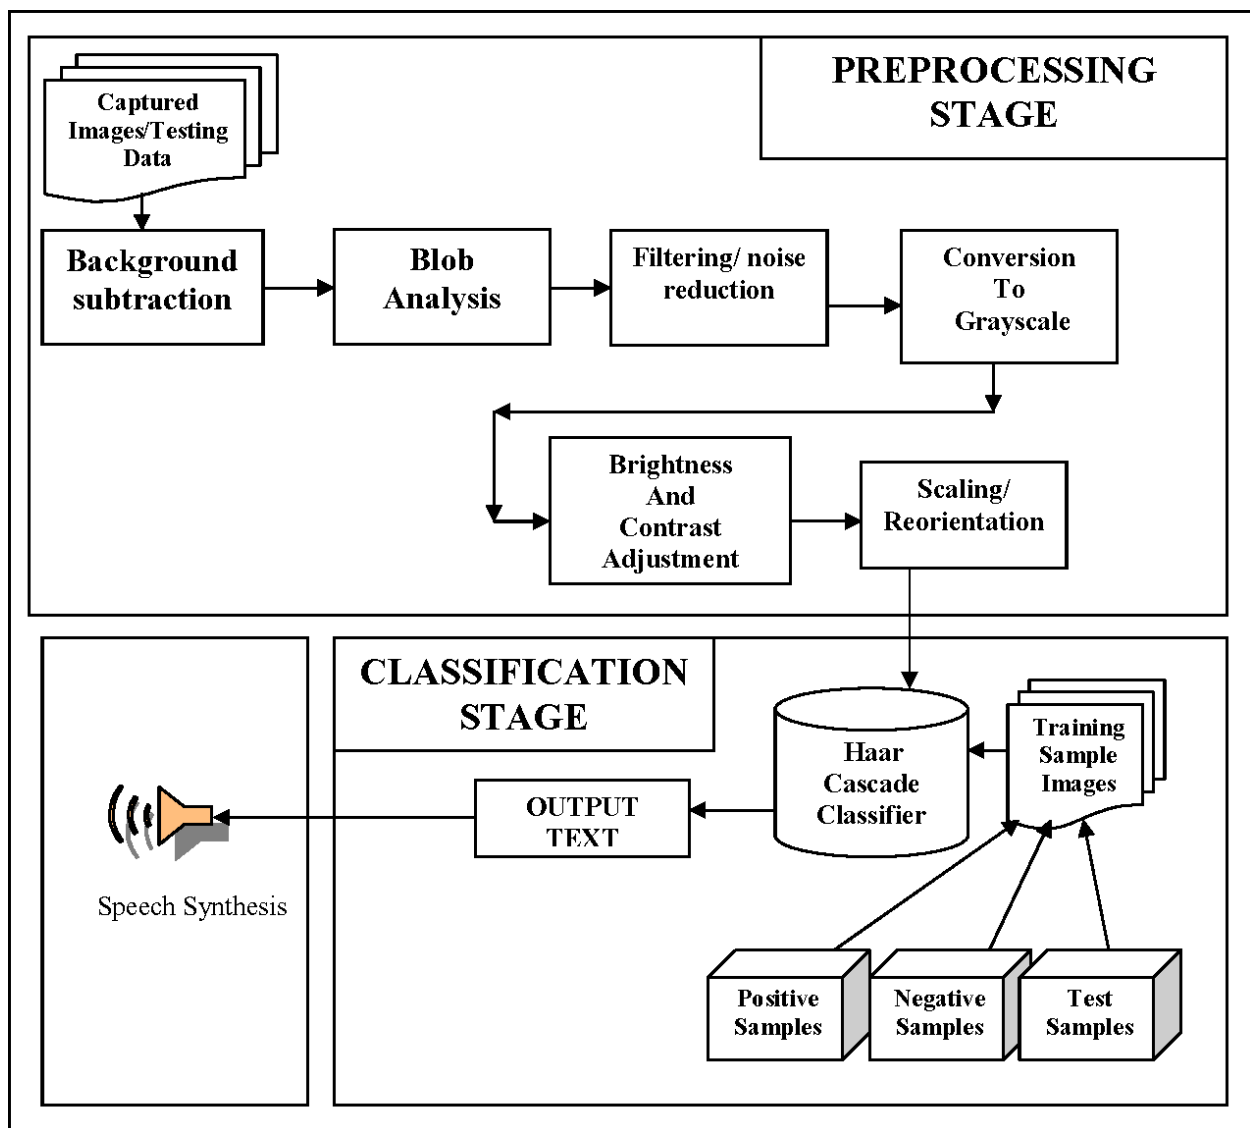 PREPROCESSING
STAGE
Captured
Images/Testing
Data
Background
subtraction
Blob
Analysis
Filtering/ noise
reduction
Conversion
To
Grayscale
Brightness
And
Contrast
Adjustment
Scaling/
Reorientation
CLASSIFICATION
STAGE
Haar
Cascade
Classifier
Training
Sample
Images
OUTPUT
TEXT
Speech Synthesis
Positive
Samples
Negative
Samples
Test
Samples